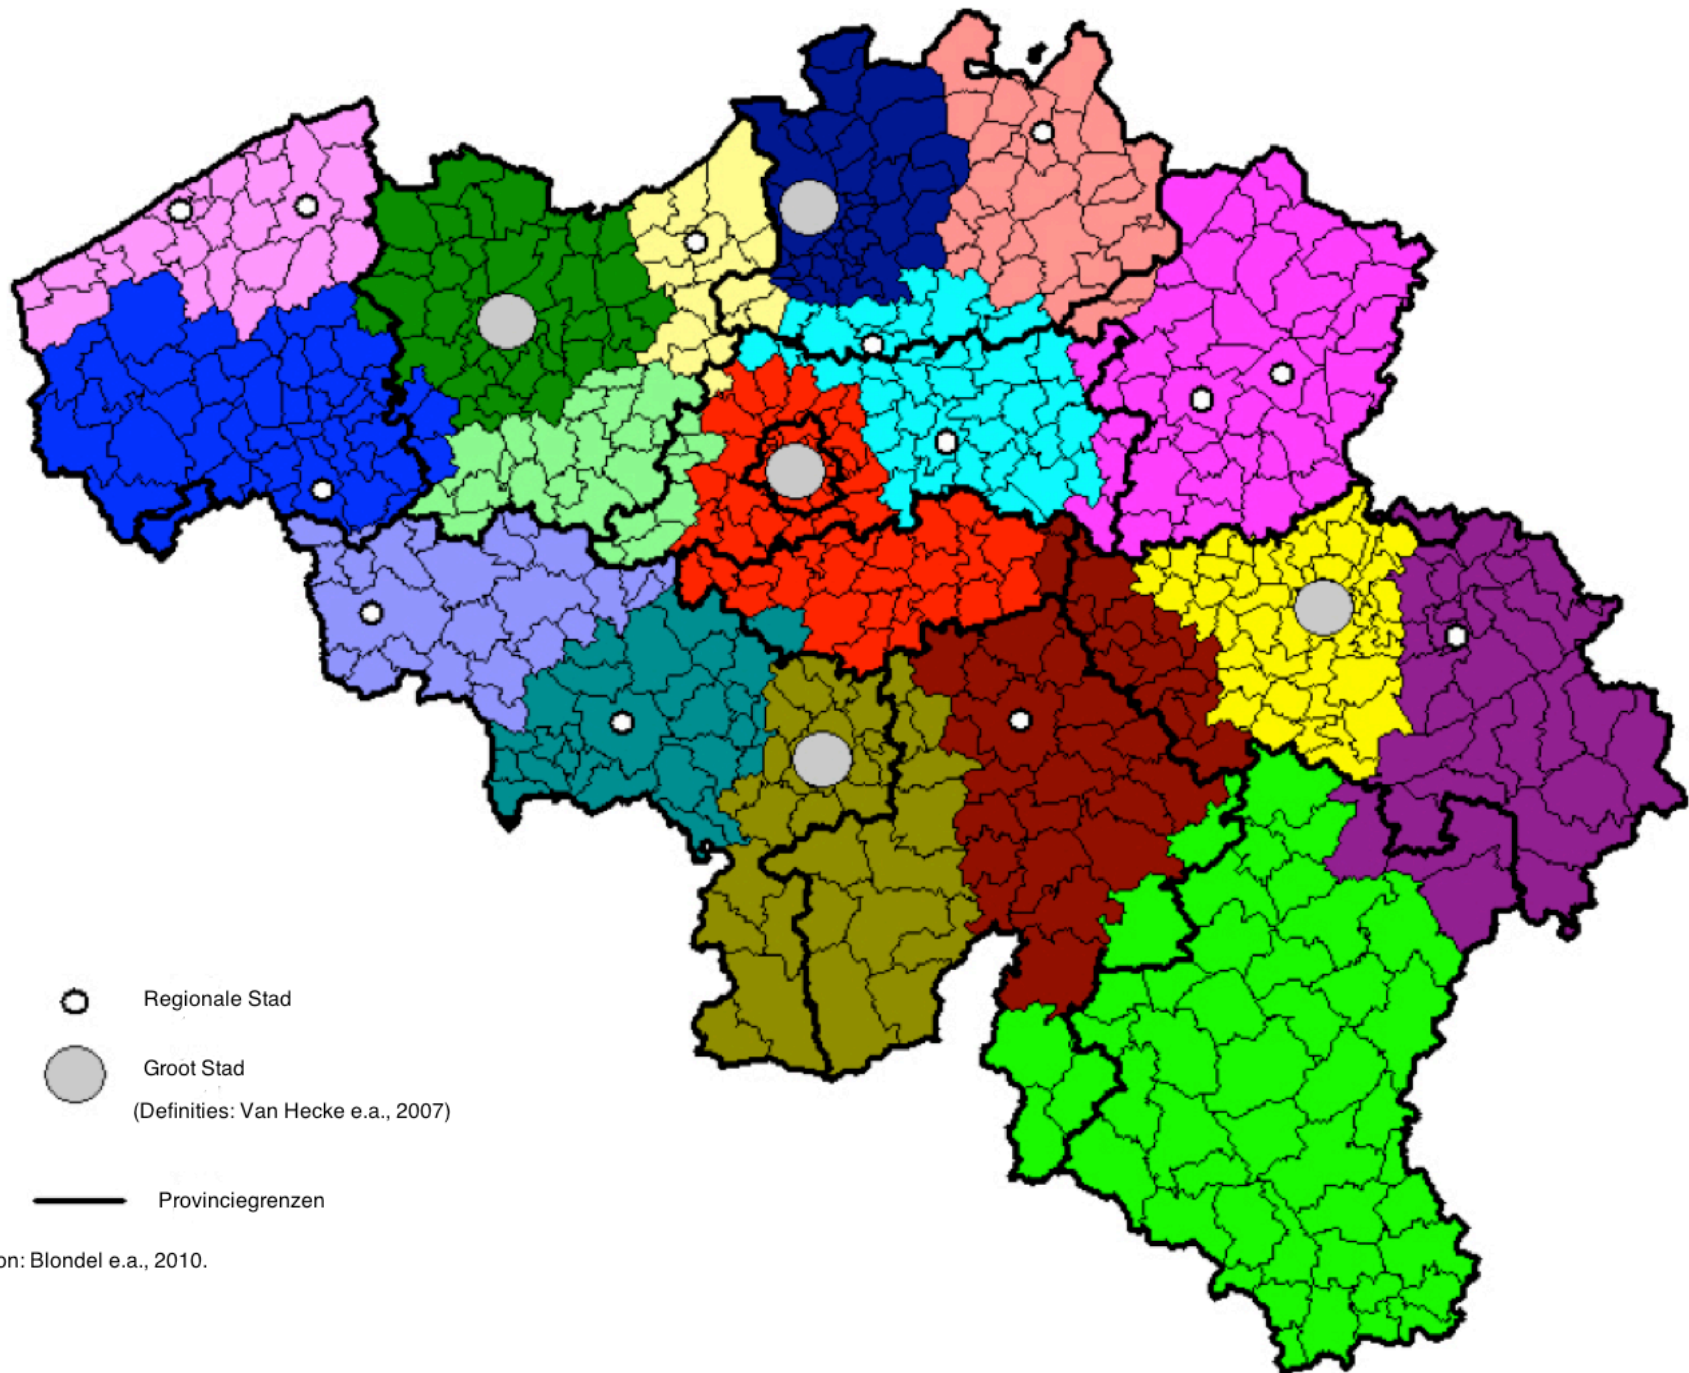 Regionale Stad
Groot Stad
(Definities: Van Hecke e.a., 2007)
Provinciegrenzen
on: Blondel e.a., 2010.